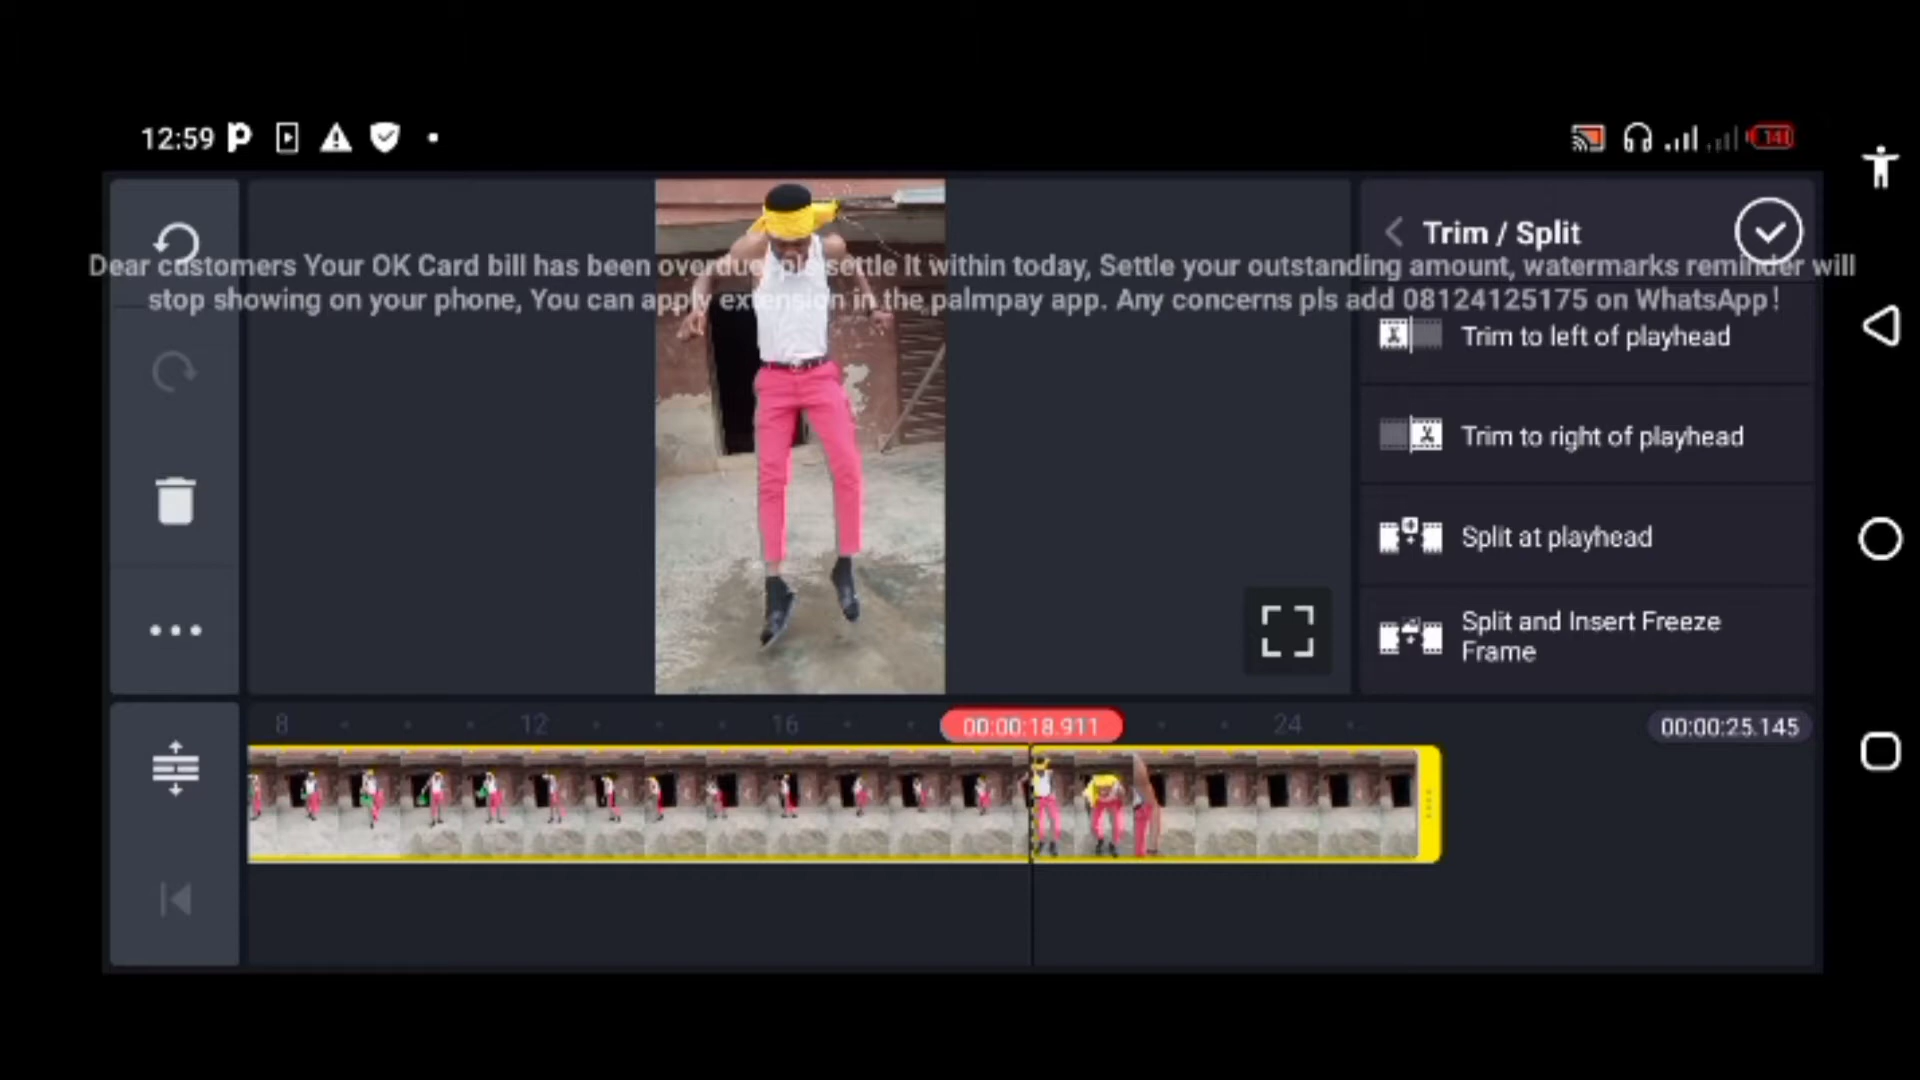 12:59
14
Trim / Split
Dear customers Your OK Card bill has been overdue, pls settle It within today, Settle your outstanding amount, watermarks reminder will
stop showing on your phone, You can apply extension in the palmpay app. Any concerns pls add 08124125175 on WhatsApp!
Trim to left of playhead
Trim to right of playhead
Split at playhead
Split and Insert Freeze
Frame
8 12 16 00:00:18.911 24 00:00:25.145